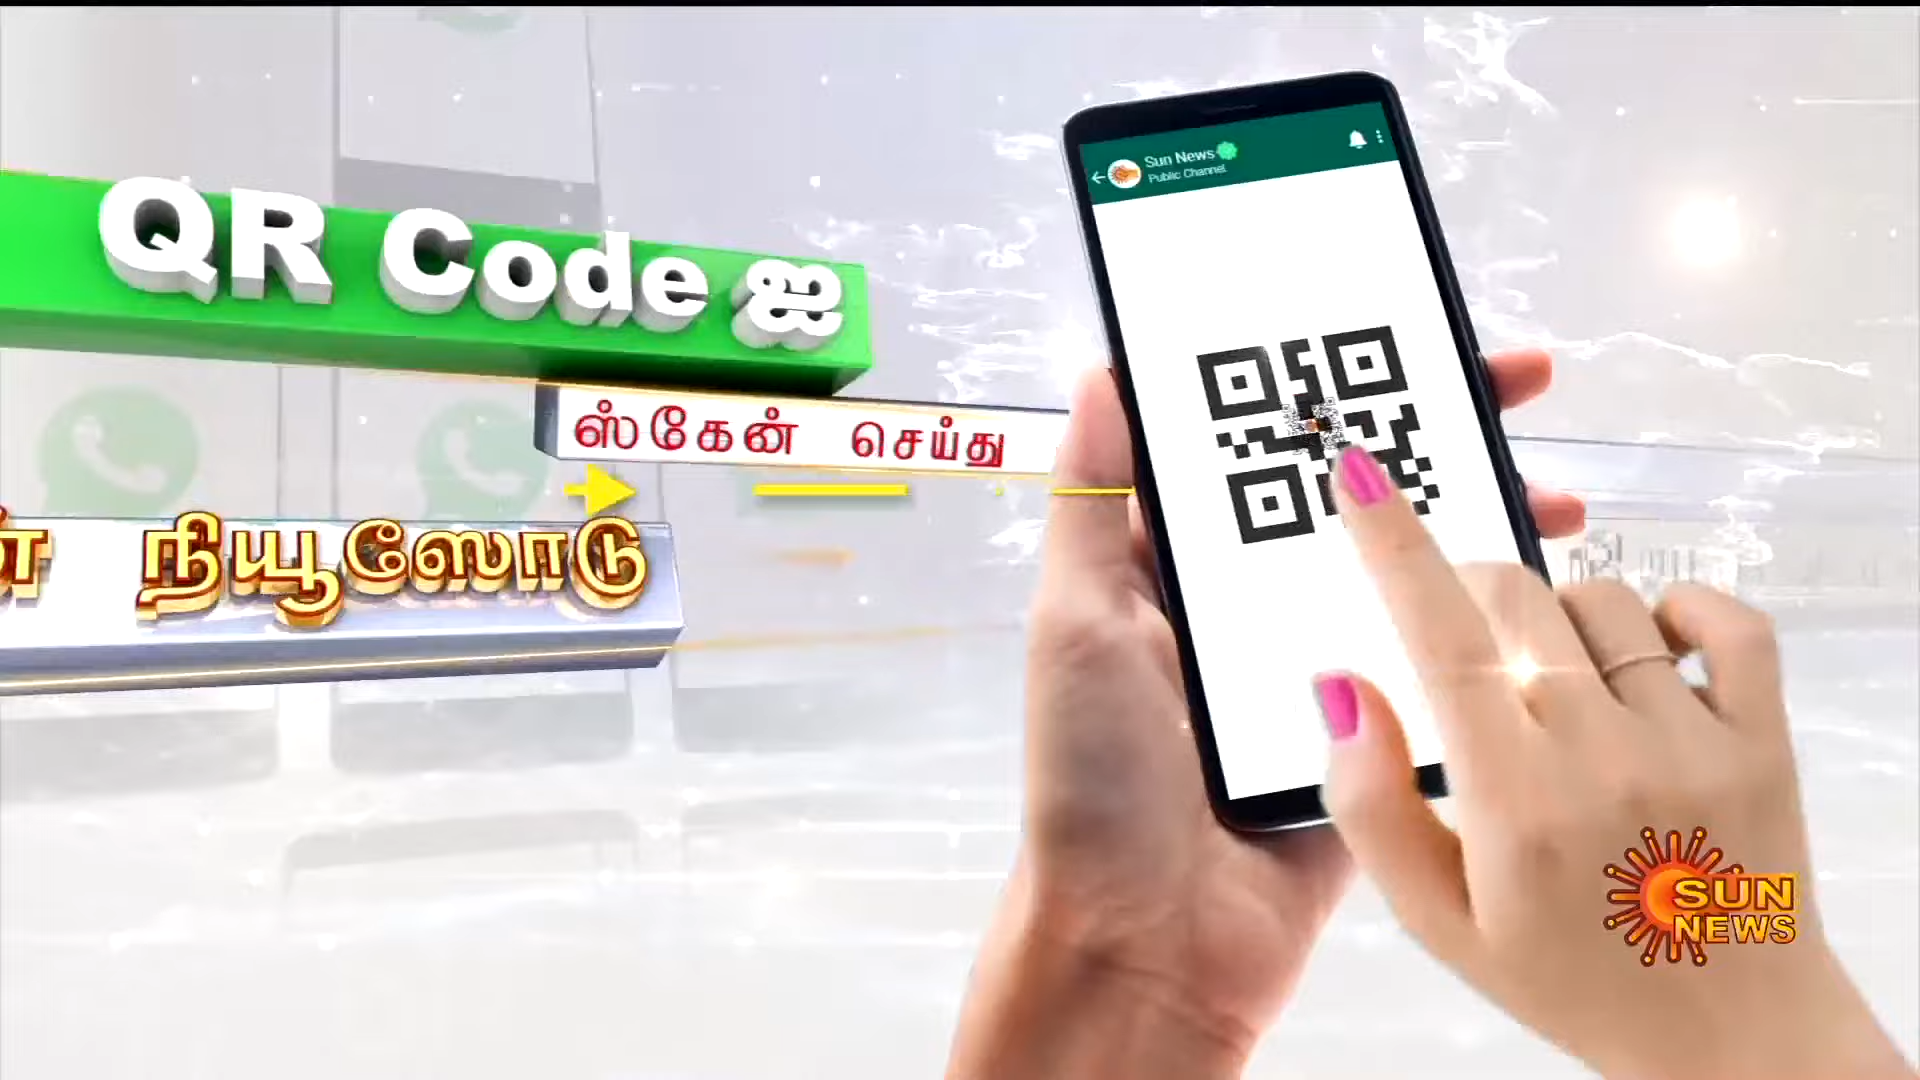 QR Code ஐ
ஸ்கேன் செய்து
நியூஸோடு
Sun News
Public Channel
SUN
NEWS